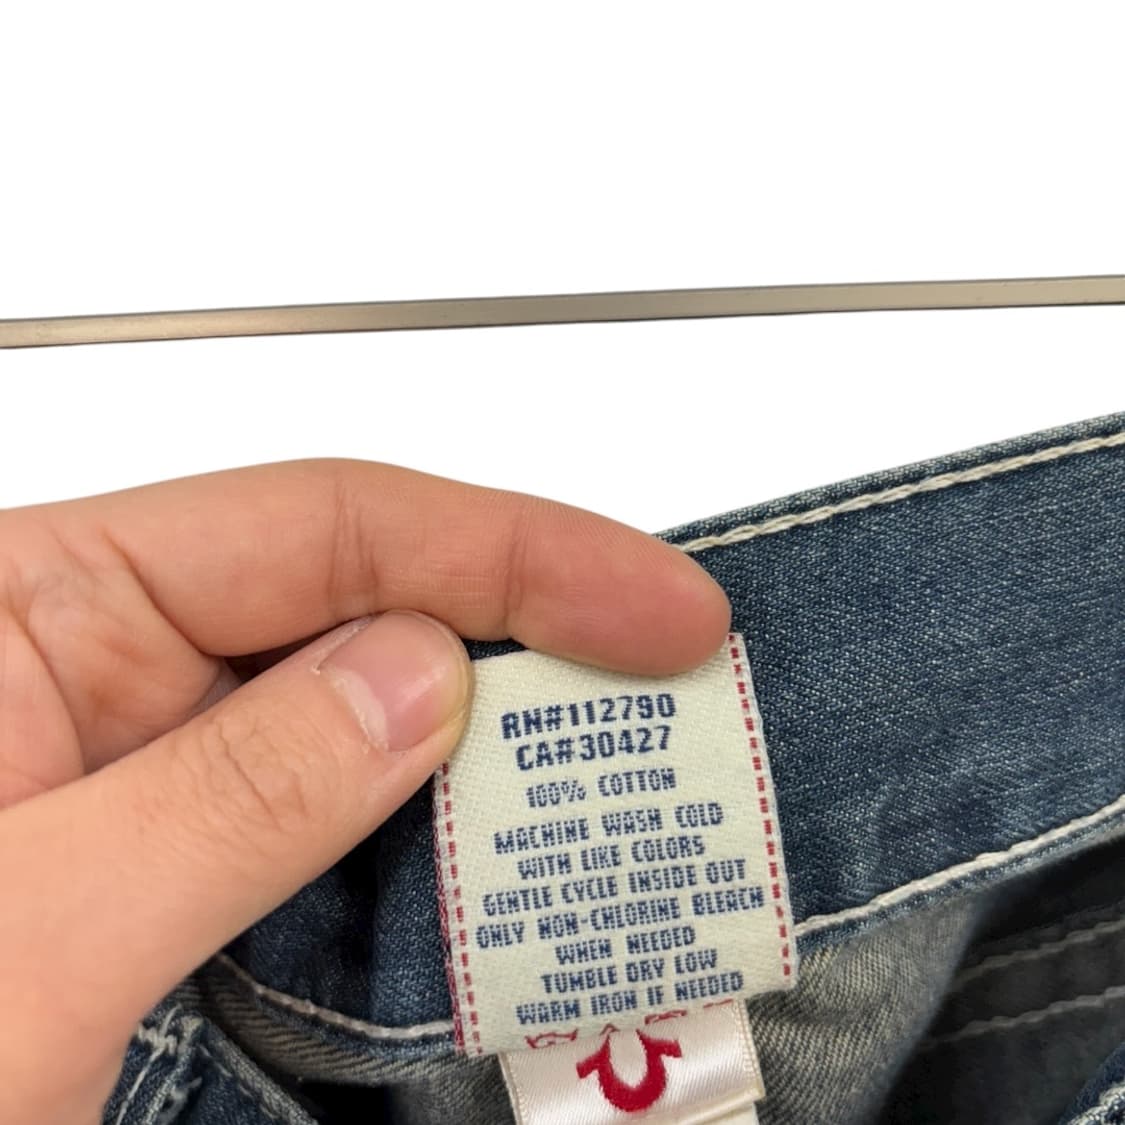 RN#112790
CA#30427
100% COTTON
MACHINE WASH COLD
WITH LIKE COLORS
GENTLE CYCLE INSIDE OUT
ONLY NON-CHLORINE BLEACH
WHEN NEEDED
TUMBLE DRY LOW
WARM IRON IF NEEDED